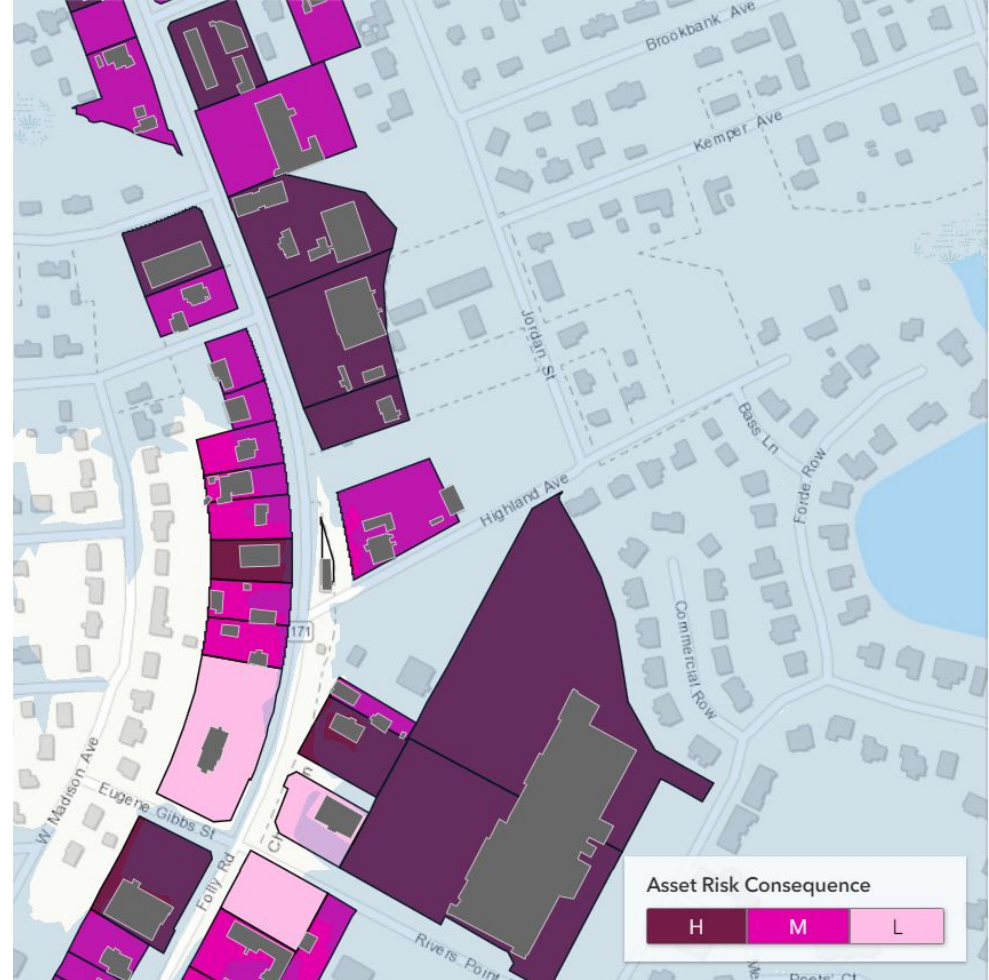 Brookbank Ave
Kemper Ave
Jordan St
Bass Ln
Forde Row
Highland Ave
171
Commercial Row
W. Madison Ave
Eugene Gibbs St
Folly Rd
Rivers Point
Asset Risk Consequence
H M L